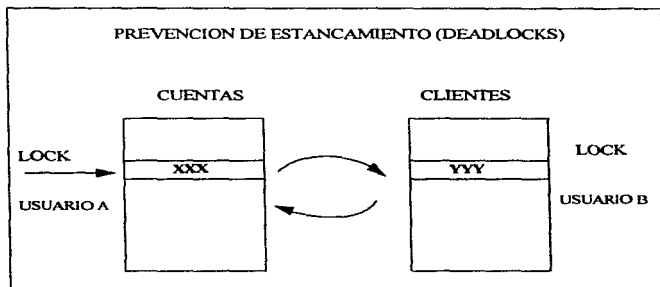 PREVENCION DE ESTANCAMIENTO (DEADLOCKS)
CUENTAS
CLIENTES
LOCK
XXX
YYY
LOCK
USUARIO A
USUARIO B